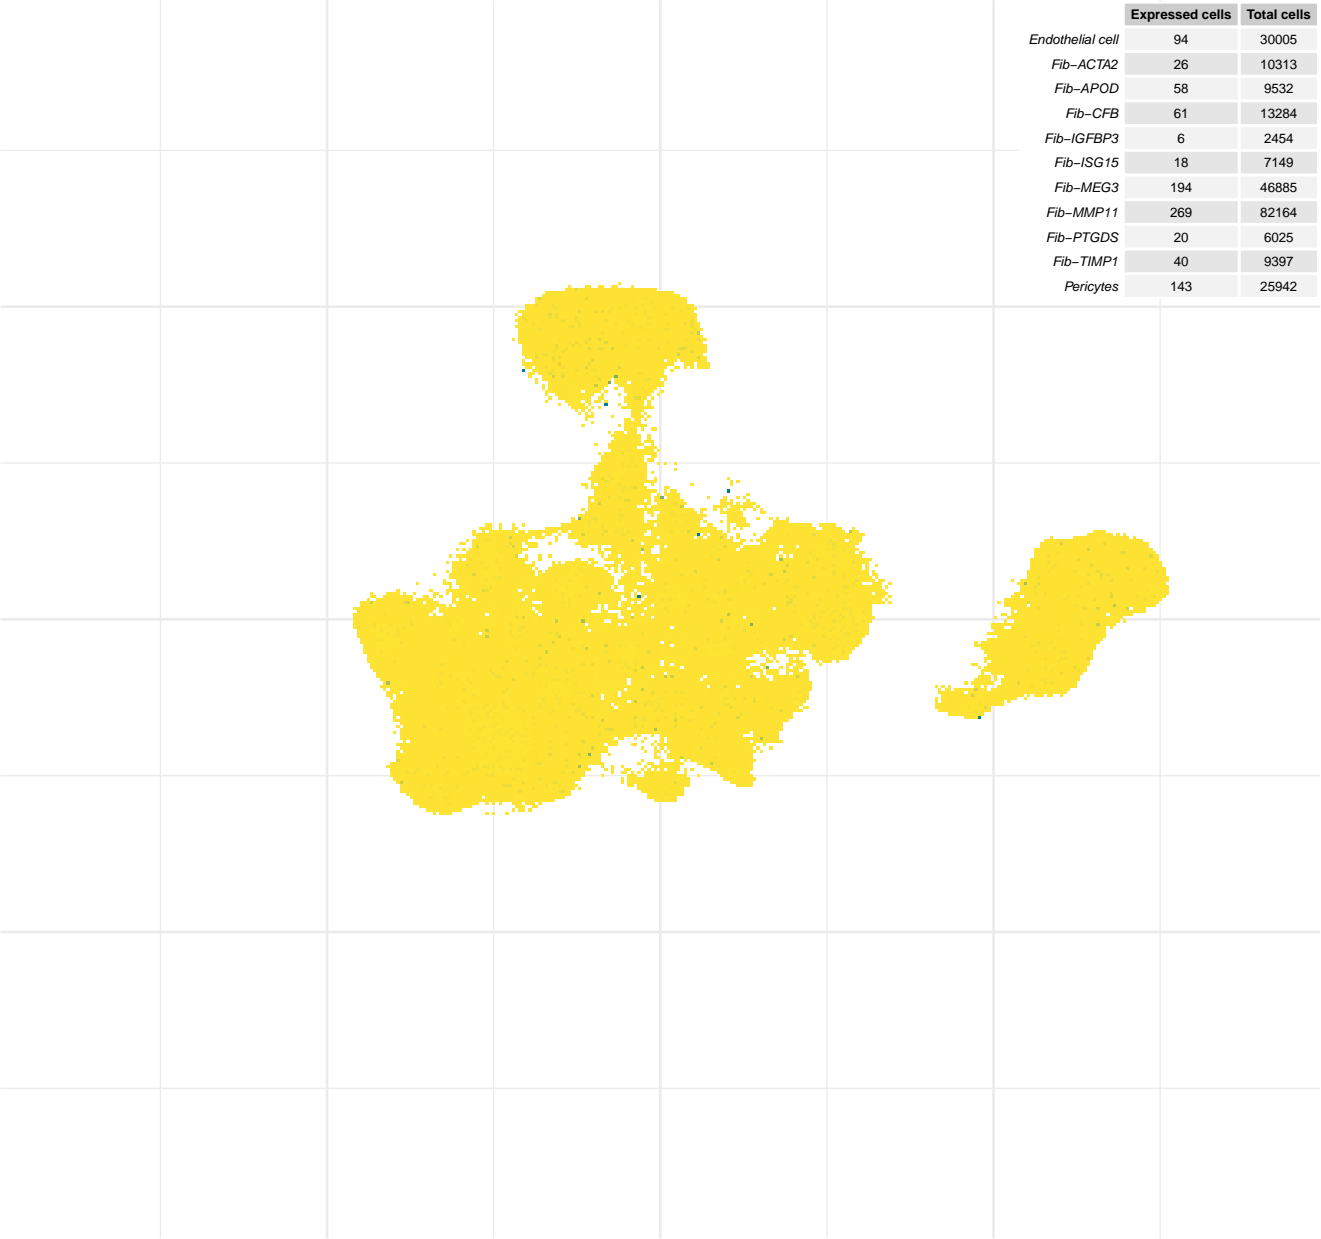 Expressed cells Total cells
Endothelial cell 94 30005
Fib−ACTA2 26 10313
Fib−APOD 58 9532
Fib−CFB 61 13284
Fib−IGFBP3 6 2454
Fib−ISG15 18 7149
Fib−MEG3 194 46885
Fib−MMP11 269 82164
Fib−PTGDS 20 6025
Fib−TIMP1 40 9397
Pericytes 143 25942